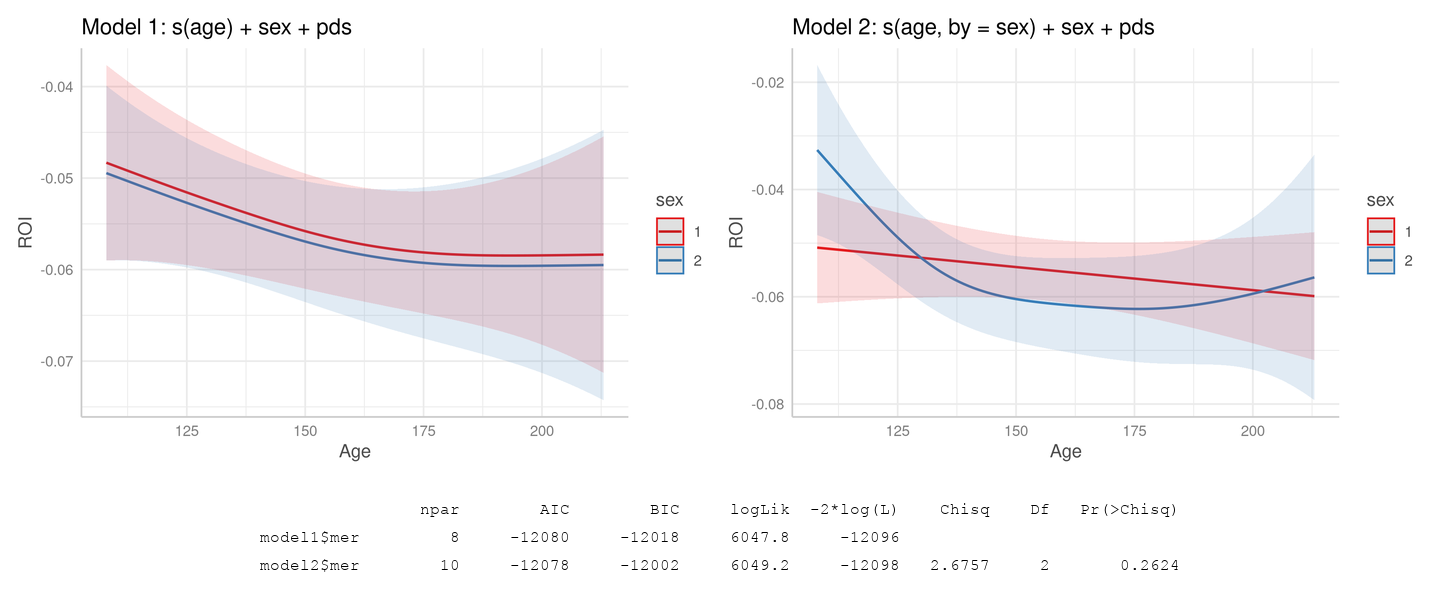 Model 1: s(age) + sex + pds
-0.04
-0.05
-0.06
-0.07
ROI
125 150 175 200
Age
sex
1
2
Model 2: s(age, by = sex) + sex + pds
-0.02
-0.04
-0.06
-0.08
ROI
125 150 175 200
Age
sex
1
2
npar AIC BIC logLik -2*log(L) Chisq Df Pr(>Chisq)
model1$mer 8 -12080 -12018 6047.8 -12096
model2$mer 10 -12078 -12002 6049.2 -12098 2.6757 2 0.2624